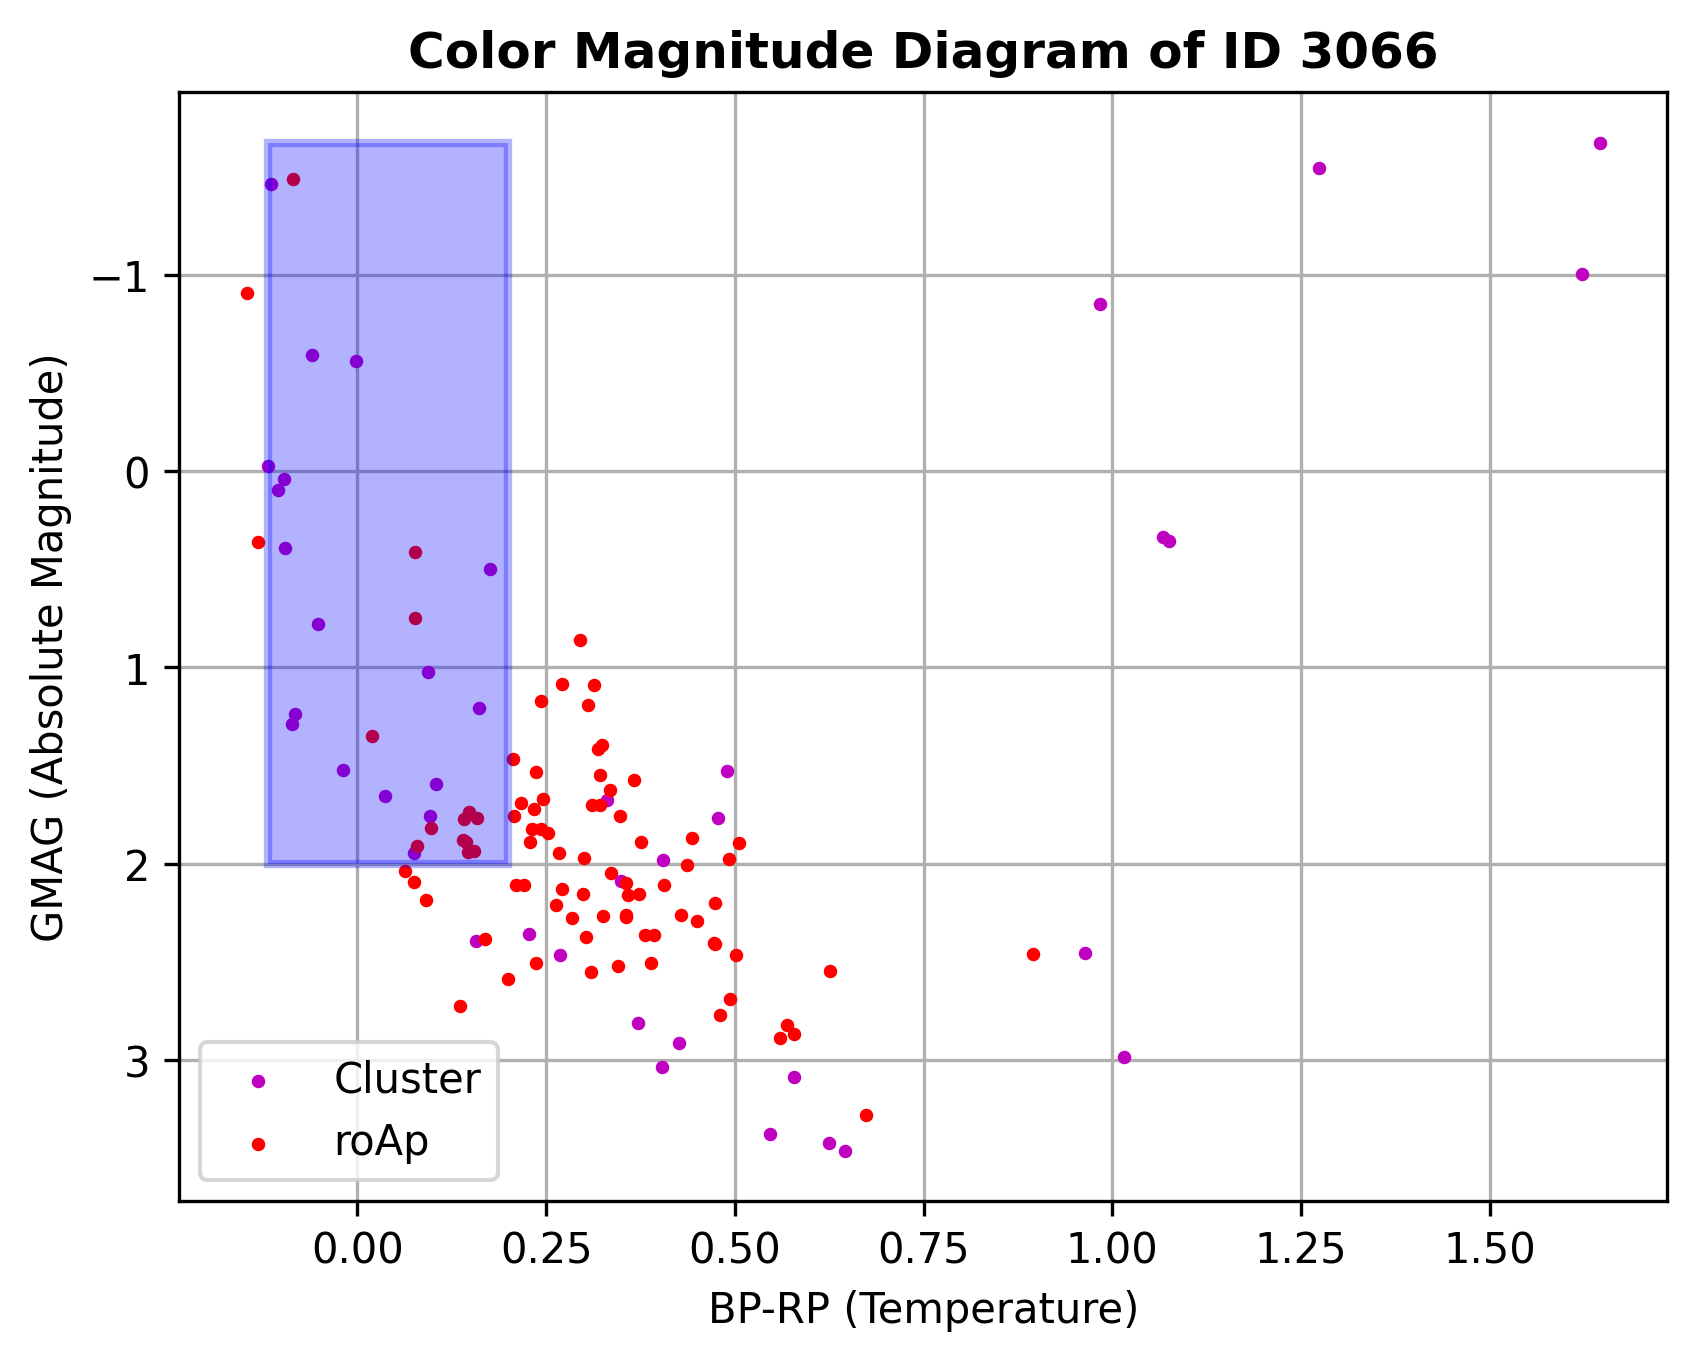 Color Magnitude Diagram of ID 3066
GMAG (Absolute Magnitude)
−1
0
1
2
3
Cluster
roAp
0.00 0.25 0.50 0.75 1.00 1.25 1.50
BP-RP (Temperature)